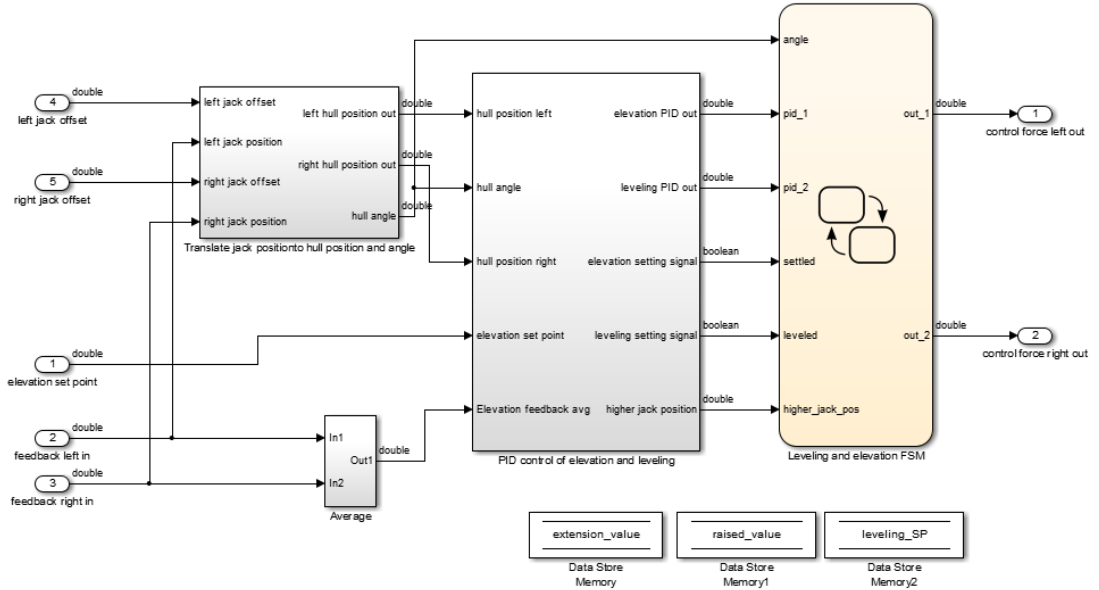 angle
double
4
left jack offset
left jack offset
left hull position out
double
hull position left
elevation PID out
double
pid_1
out_1
double
1
control force left out
left jack position
double
right hull position out
double
5
right jack offset
right jack offset
hull angle
leveling PID out
double
pid_2
right jack position
hull angle
double
Translate jack positionto hull position and angle
hull position right
elevation setting signal
boolean
settled
double
1
elevation set point
elevation set point
leveling setting signal
boolean
leveled
out_2
double
2
control force right out
Elevation feedback avg
higher jack position
double
higher_jack_pos
double
2
feedback left in
In1
Out1
double
PID control of elevation and leveling
Leveling and elevation FSM
double
3
feedback right in
In2
Average
extension_value
raised_value
leveling_SP
Data Store
Memory
Data Store
Memory1
Data Store
Memory2